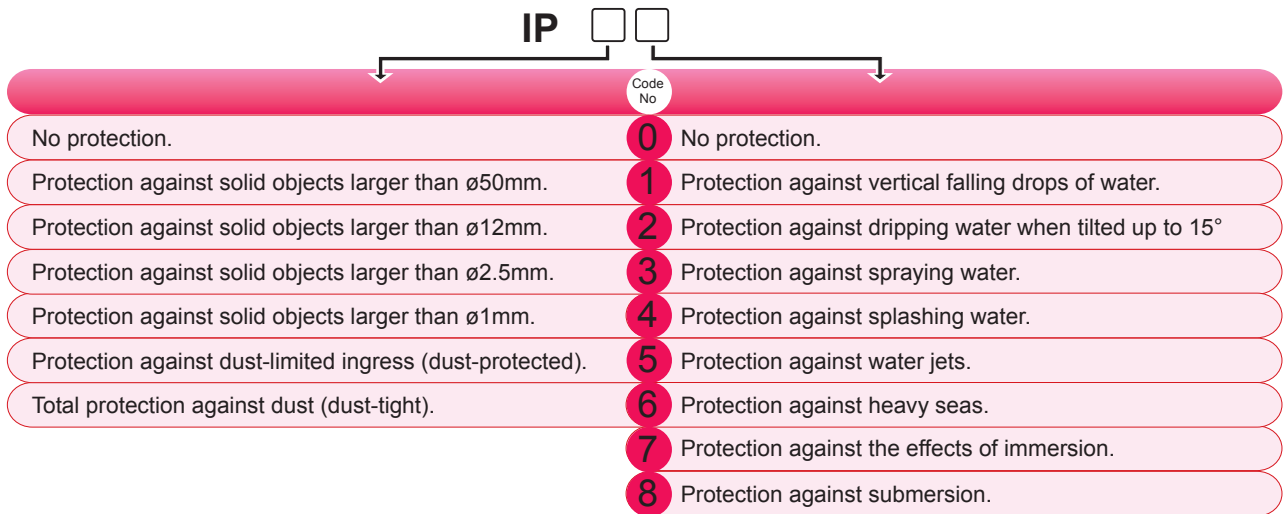 IP
Code
No
No protection. 0 No protection.
Protection against solid objects larger than ø50mm. 1 Protection against vertical falling drops of water.
Protection against solid objects larger than ø12mm. 2 Protection against dripping water when tilted up to 15°
Protection against solid objects larger than ø2.5mm. 3 Protection against spraying water.
Protection against solid objects larger than ø1mm. 4 Protection against splashing water.
Protection against dust-limited ingress (dust-protected). 5 Protection against water jets.
Total protection against dust (dust-tight). 6 Protection against heavy seas.
7 Protection against the effects of immersion.
8 Protection against submersion.